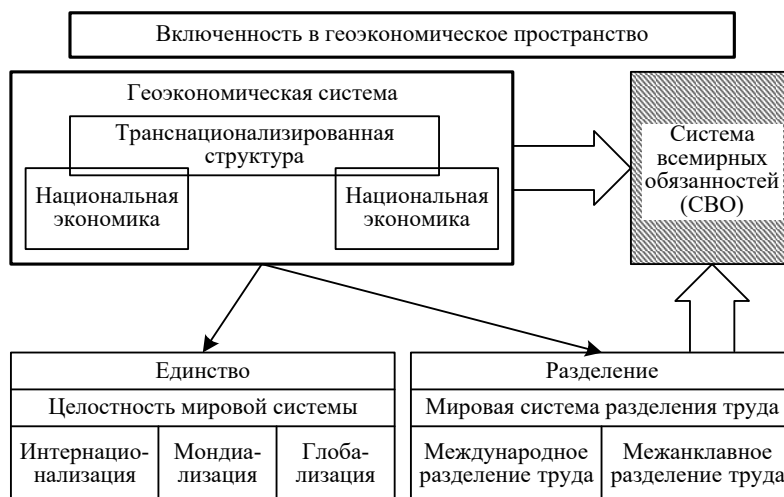 Включенность в геоэкономическое пространство
Геоэкономическая система
Транснационализированная
структура
Национальная
экономика
Национальная
экономика
Система
всемирных
обязанностей
(СВО)
Единство
Целостность мировой системы
Интернацио-
нализация
Мондиа-
лизация
Глоба-
лизация
Разделение
Мировая система разделения труда
Международное
разделение труда
Межанклавное
разделение труда